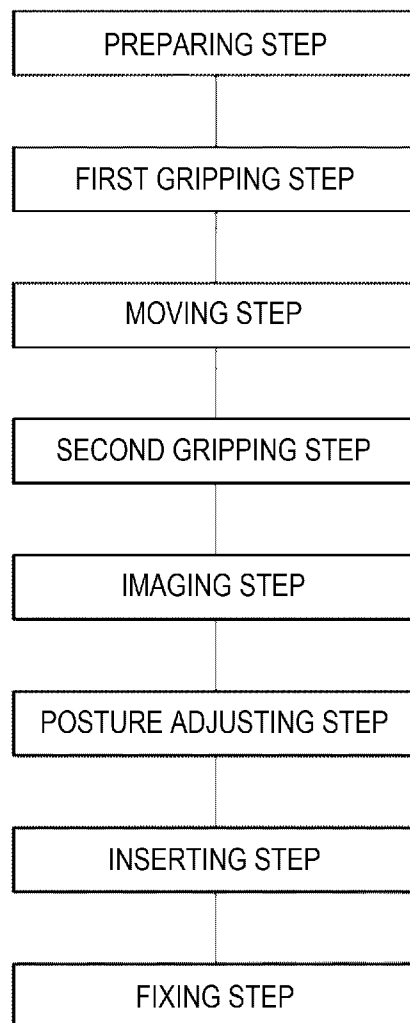 PREPARING STEP
FIRST GRIPPING STEP
MOVING STEP
SECOND GRIPPING STEP
IMAGING STEP
POSTURE ADJUSTING STEP
INSERTING STEP
FIXING STEP